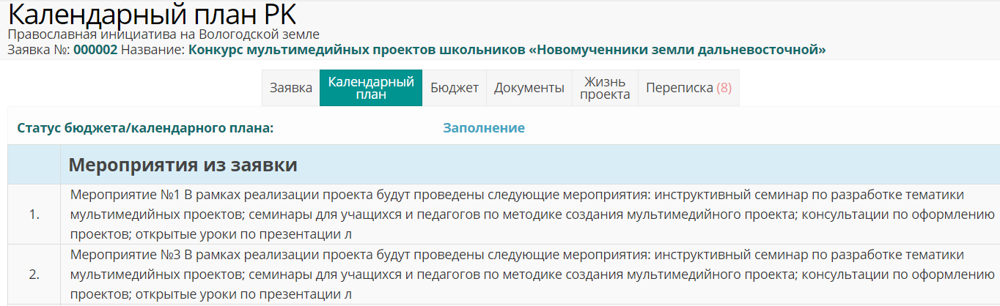 Календарный план РК
Православная инициатива на Вологодской земле
Заявка №: 000002 Название: Конкурс мультимедийных проектов школьников «Новомученники земли дальневосточной»
Заявка
Календарный
план
Бюджет
Документы
Жизнь
проекта
Переписка (8)
Статус бюджета/календарного плана: Заполнение
Мероприятия из заявки
1.
Мероприятие №1 В рамках реализации проекта будут проведены следующие мероприятия: инструктивный семинар по разработке тематики
мультимедийных проектов; семинары для учащихся и педагогов по методике создания мультимедийного проекта; консультации по оформлению
проектов; открытые уроки по презентации л
2.
Мероприятие №3 В рамках реализации проекта будут проведены следующие мероприятия: инструктивный семинар по разработке тематики
мультимедийных проектов; семинары для учащихся и педагогов по методике создания мультимедийного проекта; консультации по оформлению
проектов; открытые уроки по презентации л